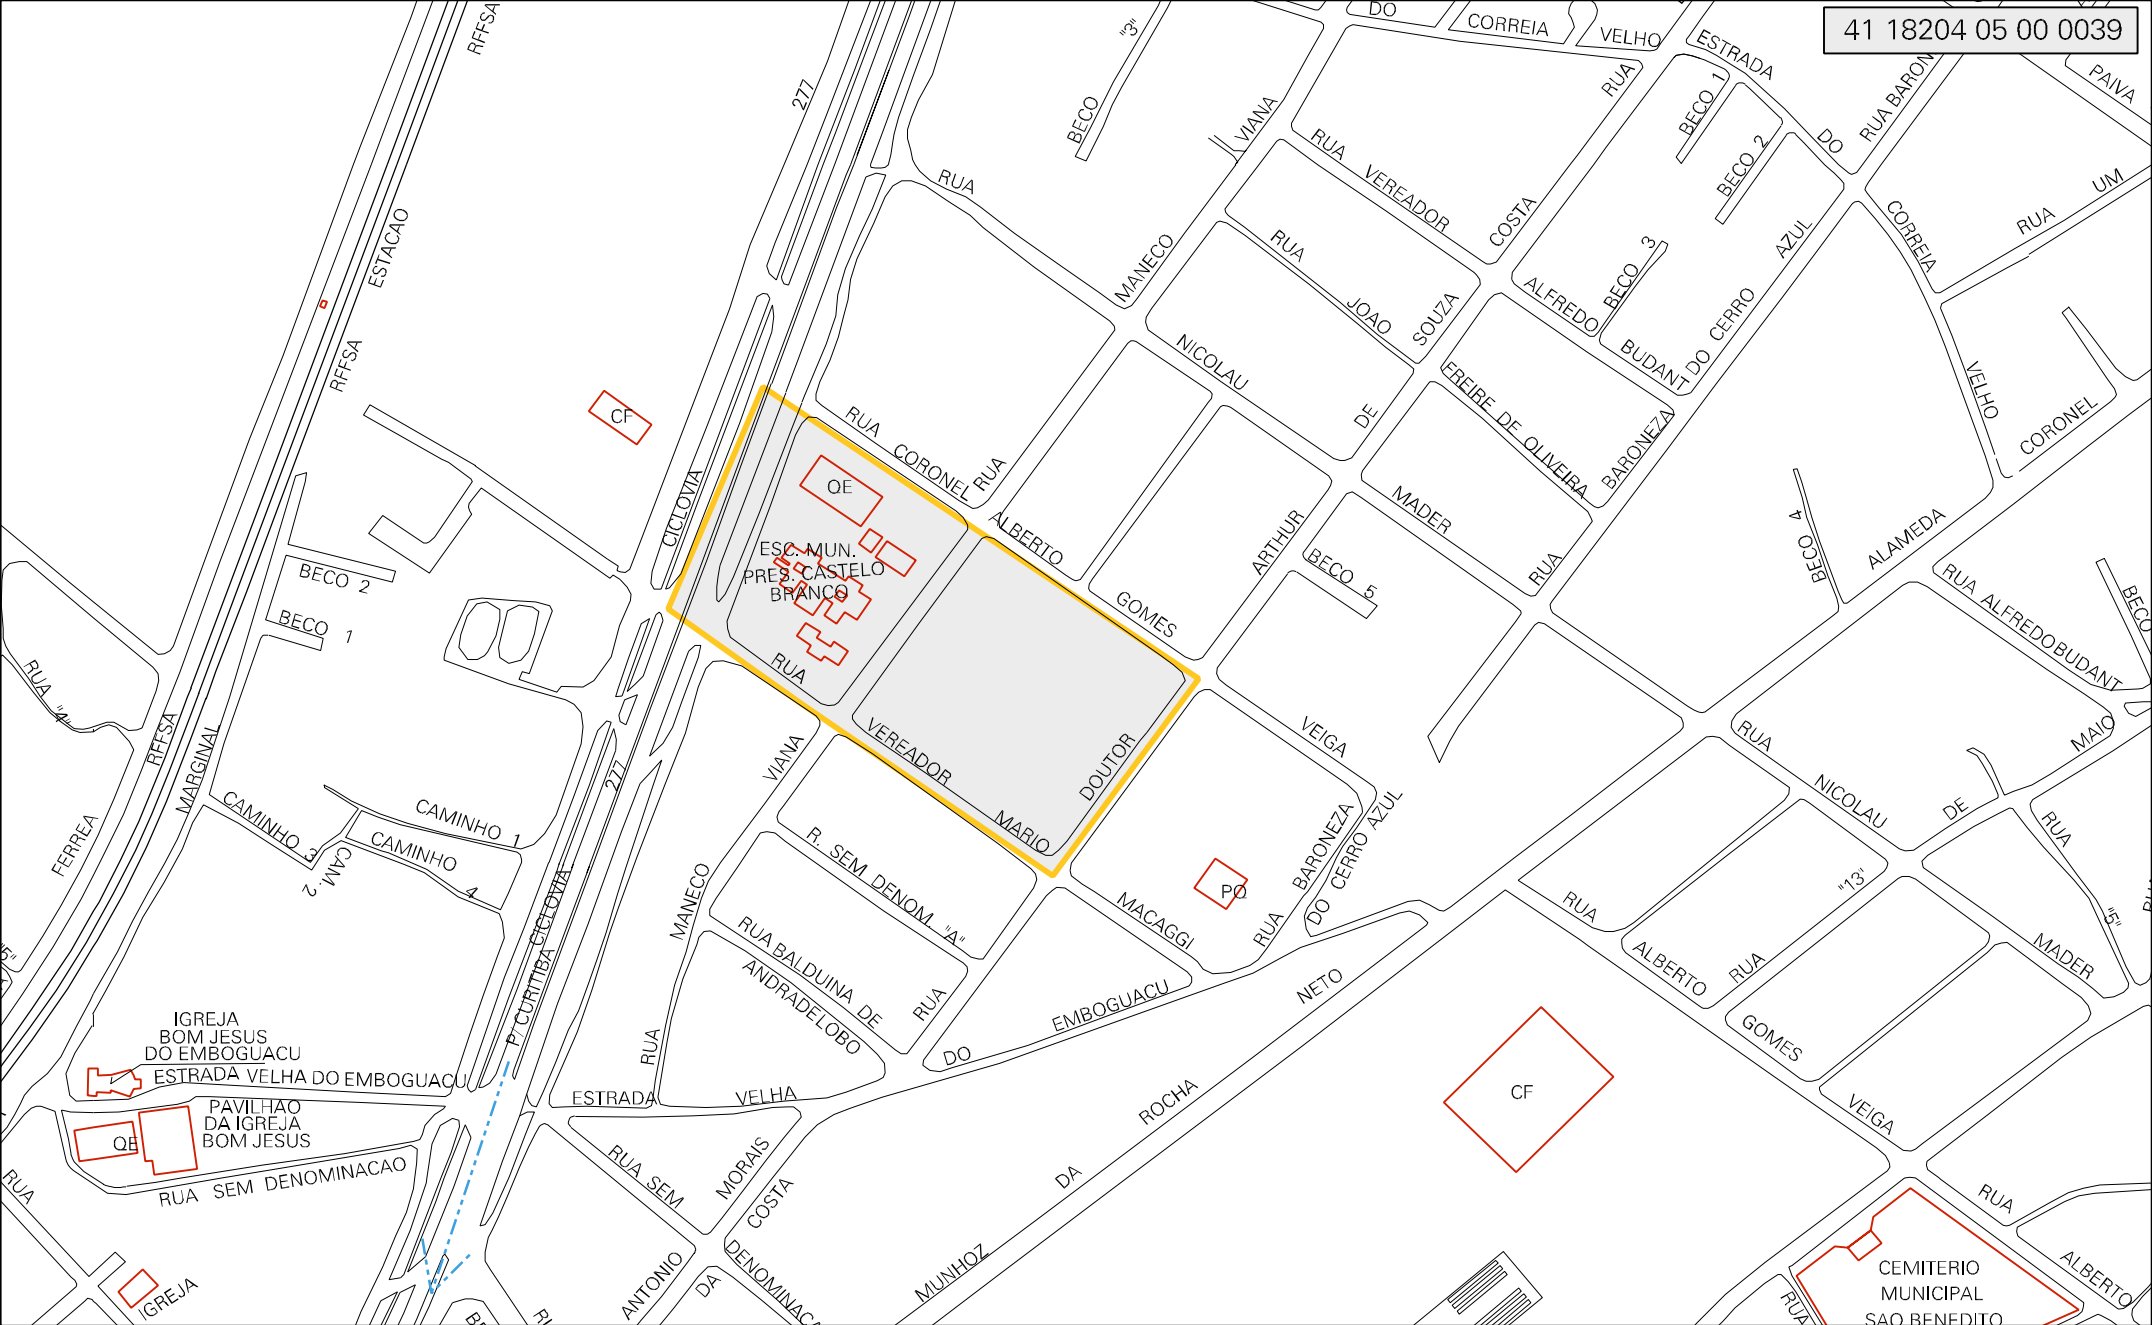 41 18204 05 00 0039
RFFSA
277
"3"
BECO
DO
CORREIA
VELHO
ESTRADA
DO
CORREIA
VELHO
RUA BARON
PAIVA
RUA
UM
BECO 1
BECO 2
BECO 3
RUA
COSTA
SOUZA
DE
ARTHUR
DOUTOR
RUA
VIANA
MANECO
RUA
RUA
VEREADOR
ALFREDO
BUDANT
RUA
JOAO
FREIRE DE OLIVEIRA
RUA
NICOLAU
MADER
AZUL
DO CERRO
BARONEZA
RUA
ESTACAO
RFFSA
CF
CICLOVIA
RUA
CORONEL
ALBERTO
GOMES
VEIGA
QE
ESC. MUN.
PRES. CASTELO
BRANCO
RUA
VEREADOR
MARIO
MACAGGI
BECO 5
BECO 4
CORONEL
ALAMEDA
RUA ALFREDO BUDANT
BECO
MAIO
DE
RUA
NICOLAU
MADER
RUA
"5"
BECO 2
BECO 1
RUA "4"
RFFSA
MARGINAL
FERREA
CAMINHO 3
CAM. 2
CAMINHO 1
CAMINHO 4
277
P/ CURITIBA
CICLOVIA
VIANA
MANECO
RUA
R. SEM DENOM. "A"
RUA BALDUINA DE
ANDRADE LOBO
RUA
PQ
BARONEZA
DO CERRO AZUL
RUA
RUA
ALBERTO
GOMES
VEIGA
RUA "13"
"5"
IGREJA
BOM JESUS
DO EMBOGUACU
ESTRADA VELHA DO EMBOGUACU
PAVILHAO
DA IGREJA
BOM JESUS
QE
RUA SEM DENOMINACAO
RUA
IGREJA
ESTRADA
VELHA
DO
EMBOGUACU
NETO
ROCHA
DA
MUNHOZ
RUA SEM
DENOMINACA
MORAIS
COSTA
DA
ANTONIO
CF
RUA
ALBERTO
RUA
CEMITERIO
MUNICIPAL
SAO BENEDITO